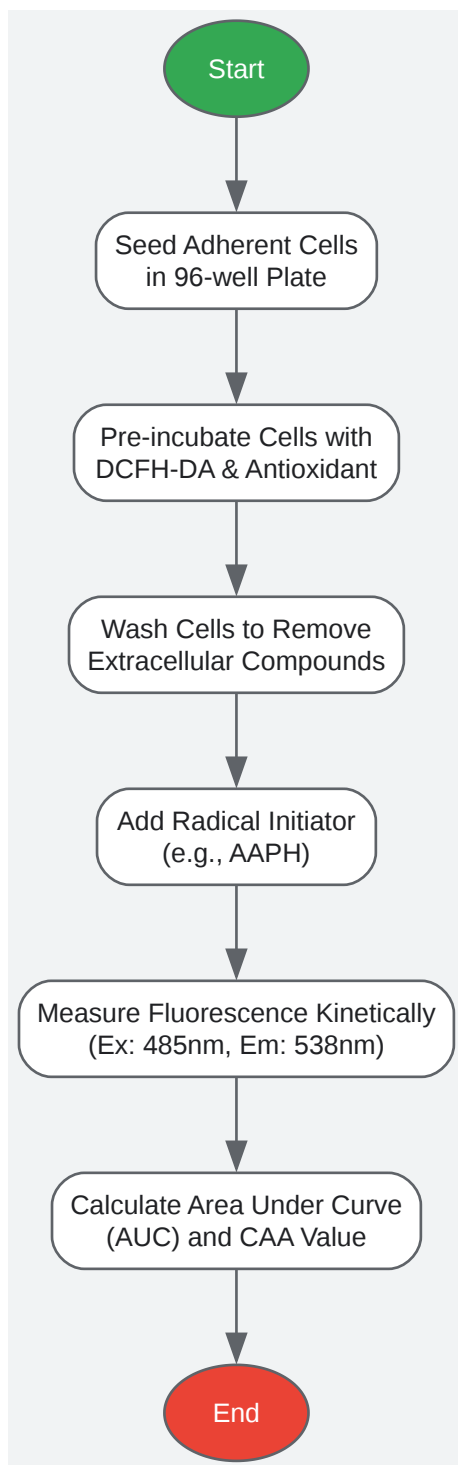 Start
Seed Adherent Cells
in 96-well Plate
Pre-incubate Cells with
DCFH-DA & Antioxidant
Wash Cells to Remove
Extracellular Compounds
Add Radical Initiator
(e.g., AAPH)
Measure Fluorescence Kinetically
(Ex: 485nm, Em: 538nm)
Calculate Area Under Curve
(AUC) and CAA Value
End